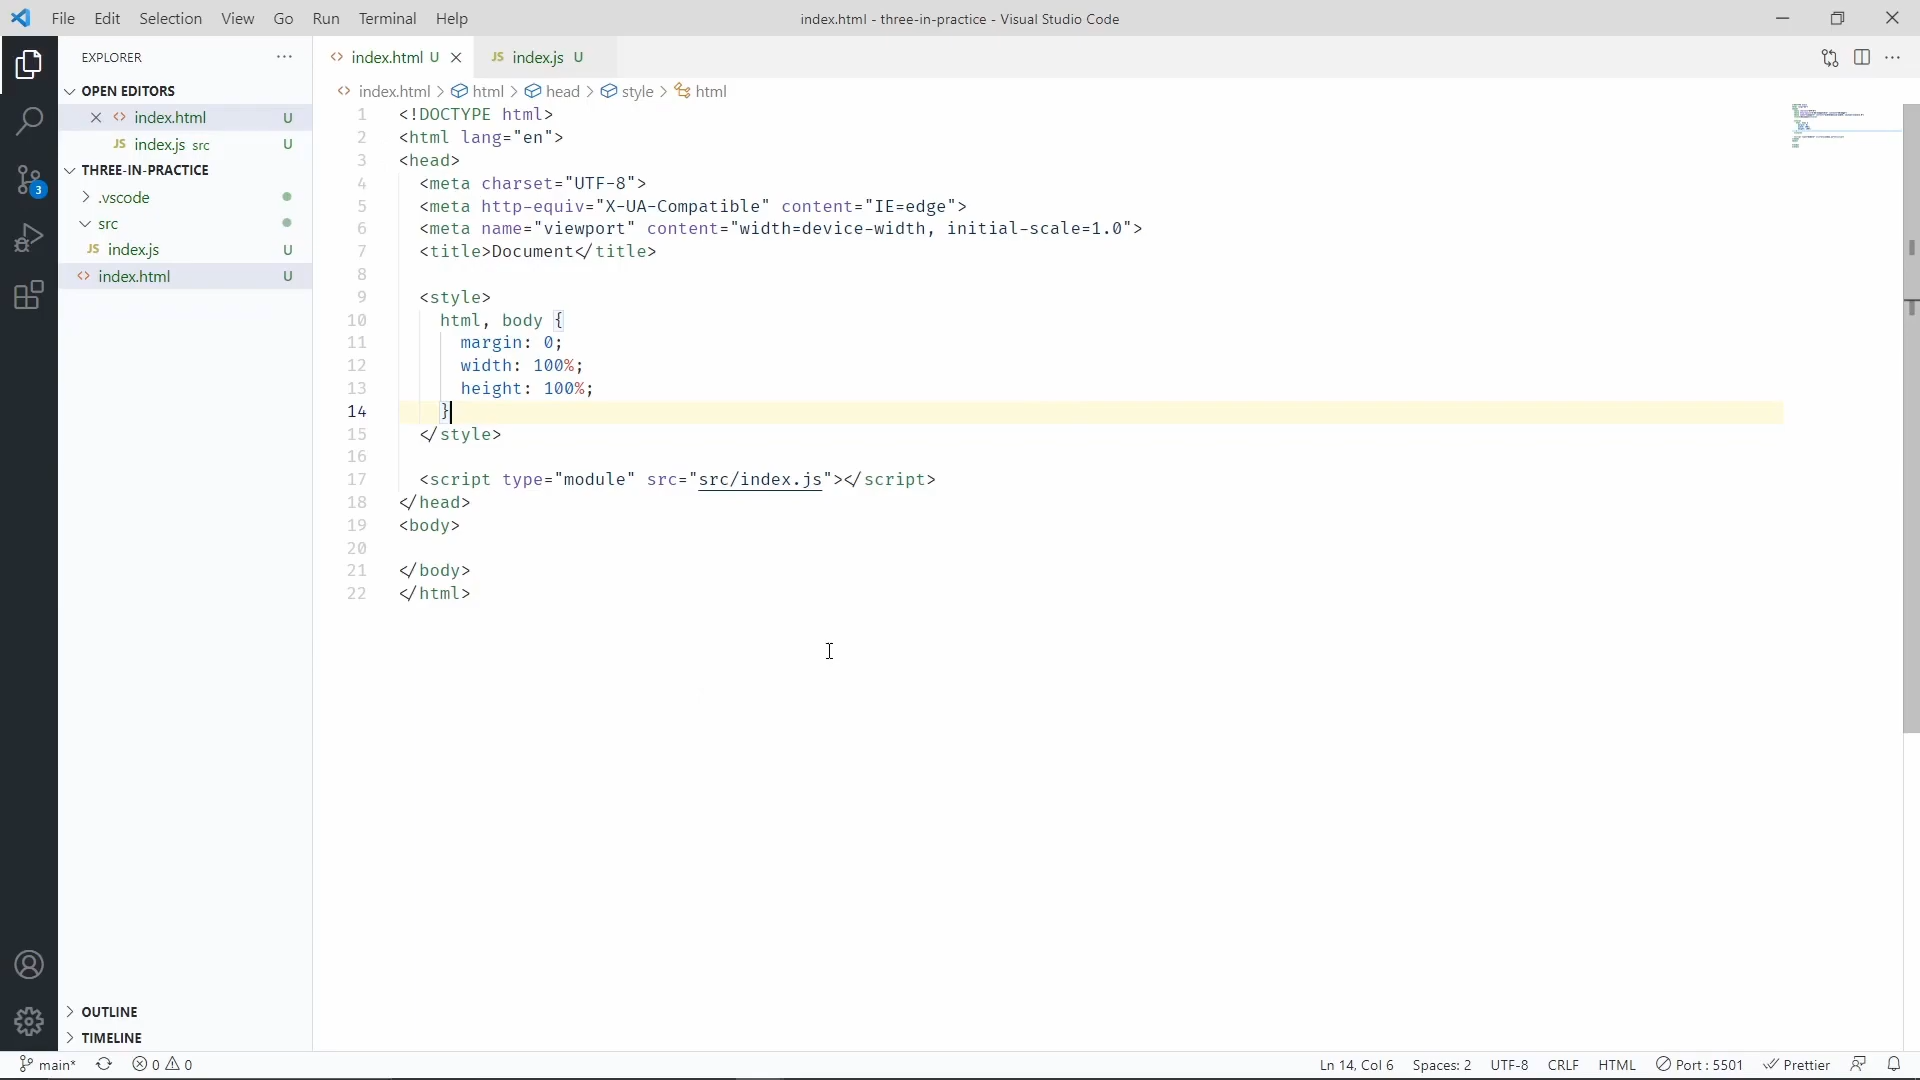 File Edit Selection View Go Run Terminal Help
index.html - three-in-practice - Visual Studio Code
EXPLORER
OPEN EDITORS
index.html U
JS index.js src U
THREE-IN-PRACTICE
.vscode
src
JS index.js U
index.html U
OUTLINE
TIMELINE
3
index.html U
JS index.js U
index.html > html > head > style > html
1 <!DOCTYPE html>
2 <html lang="en">
3 <head>
4 <meta charset="UTF-8">
5 <meta http-equiv="X-UA-Compatible" content="IE=edge">
6 <meta name="viewport" content="width=device-width, initial-scale=1.0">
7 <title>Document</title>
8
9 <style>
10 html, body {
11 margin: 0;
12 width: 100%;
13 height: 100%;
14 }
15 </style>
16
17 <script type="module" src="src/index.js"></script>
18 </head>
19 <body>
20
21 </body>
22 </html>
main* 0 0 Ln 14, Col 6 Spaces: 2 UTF-8 CRLF HTML Port : 5501 Prettier